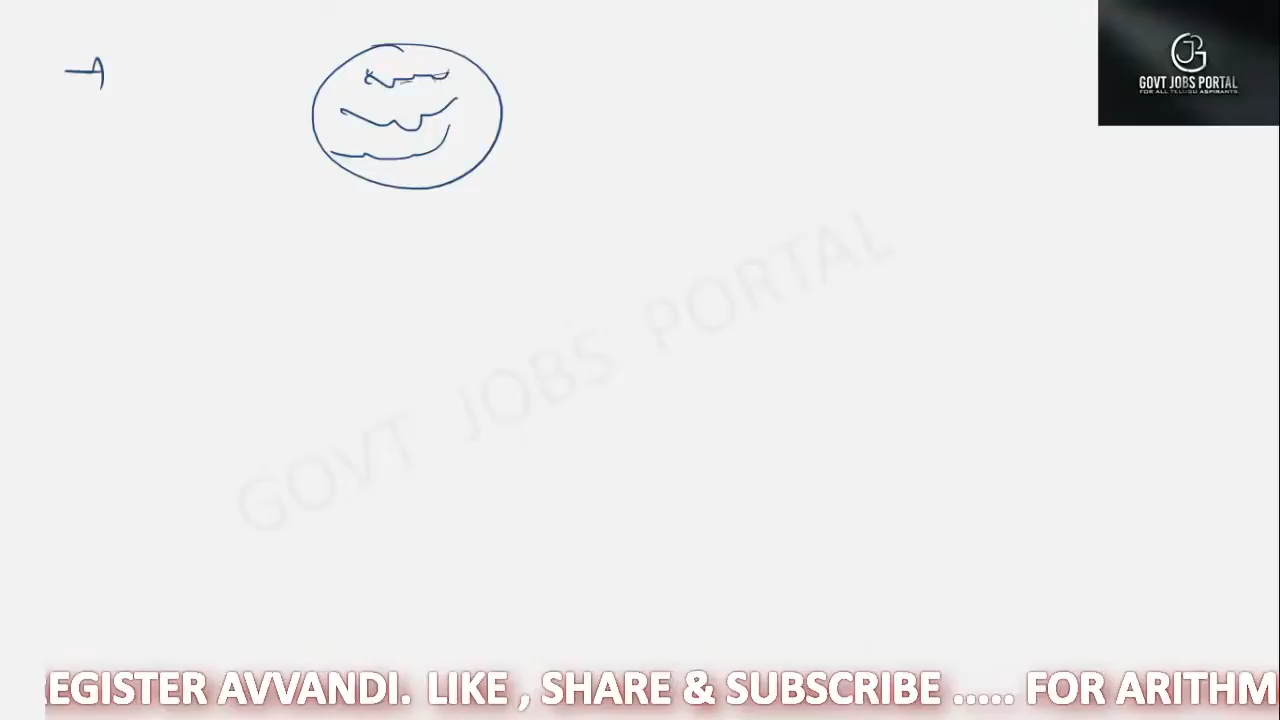 GOVT JOBS PORTAL
FOR ALL TELUGU ASPIRANTS
GOVT JOBS PORTAL
EGISTER AVVANDI. LIKE , SHARE & SUBSCRIBE ..... FOR ARITHM